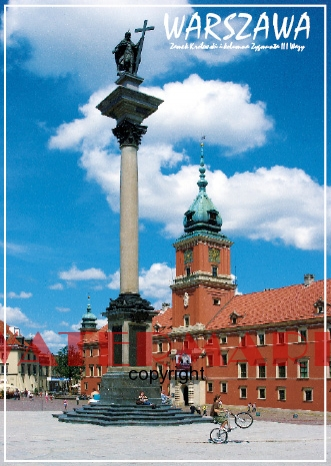 WARSZAWA
Zamek Królewski i kolumna Zygmunta III Wazy
copyright